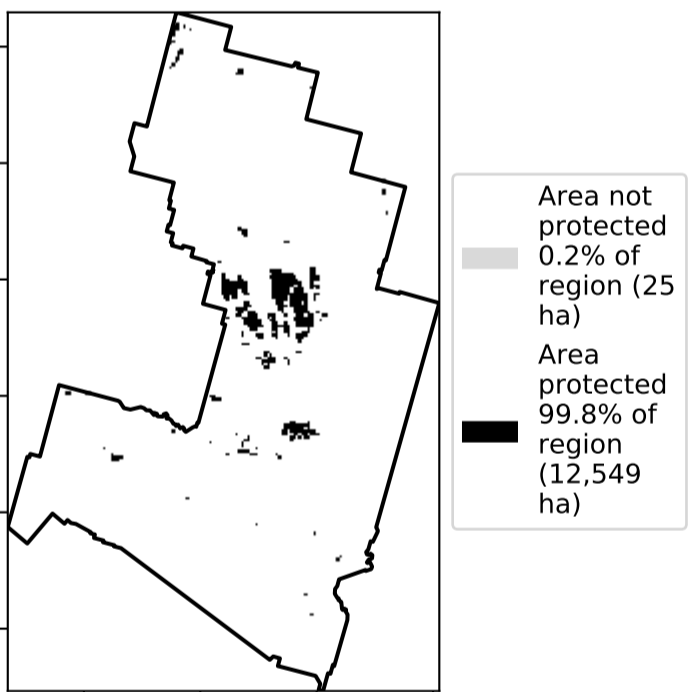 Area not
protected
0.2% of
region (25
ha)
Area
protected
99.8% of
region
(12,549
ha)